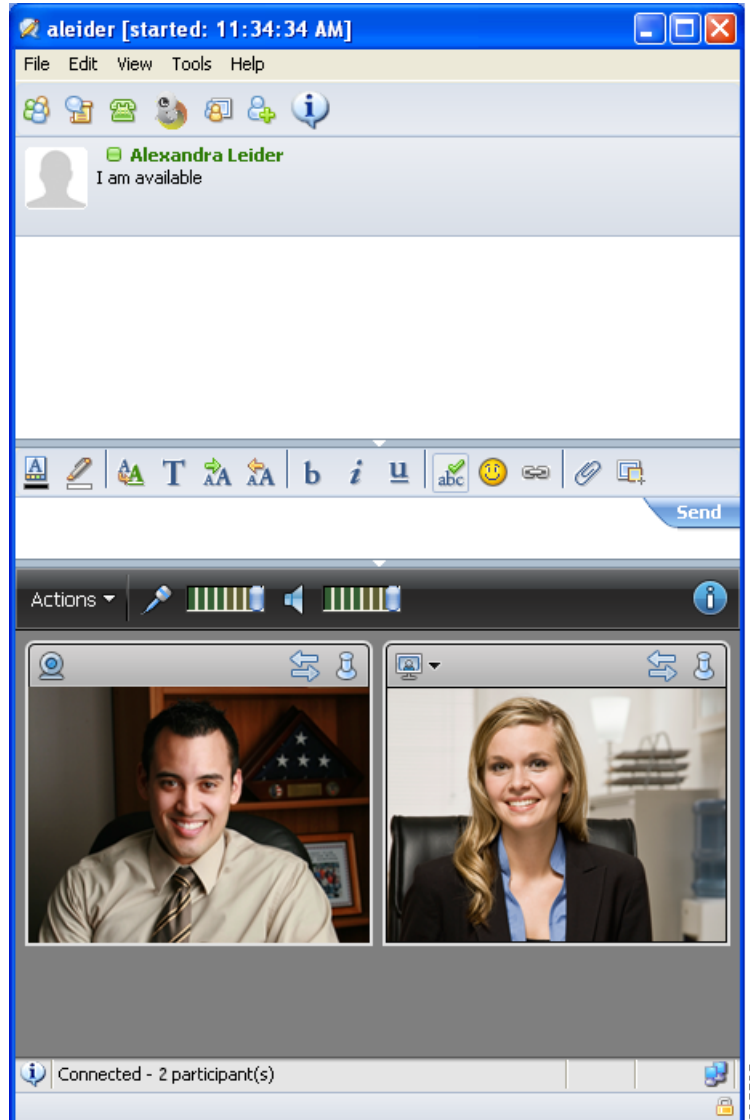 aleider [started: 11:34:34 AM]
File Edit View Tools Help
Alexandra Leider
I am available
A A A T A A b i u abc
Send
Actions
Connected - 2 participant(s)